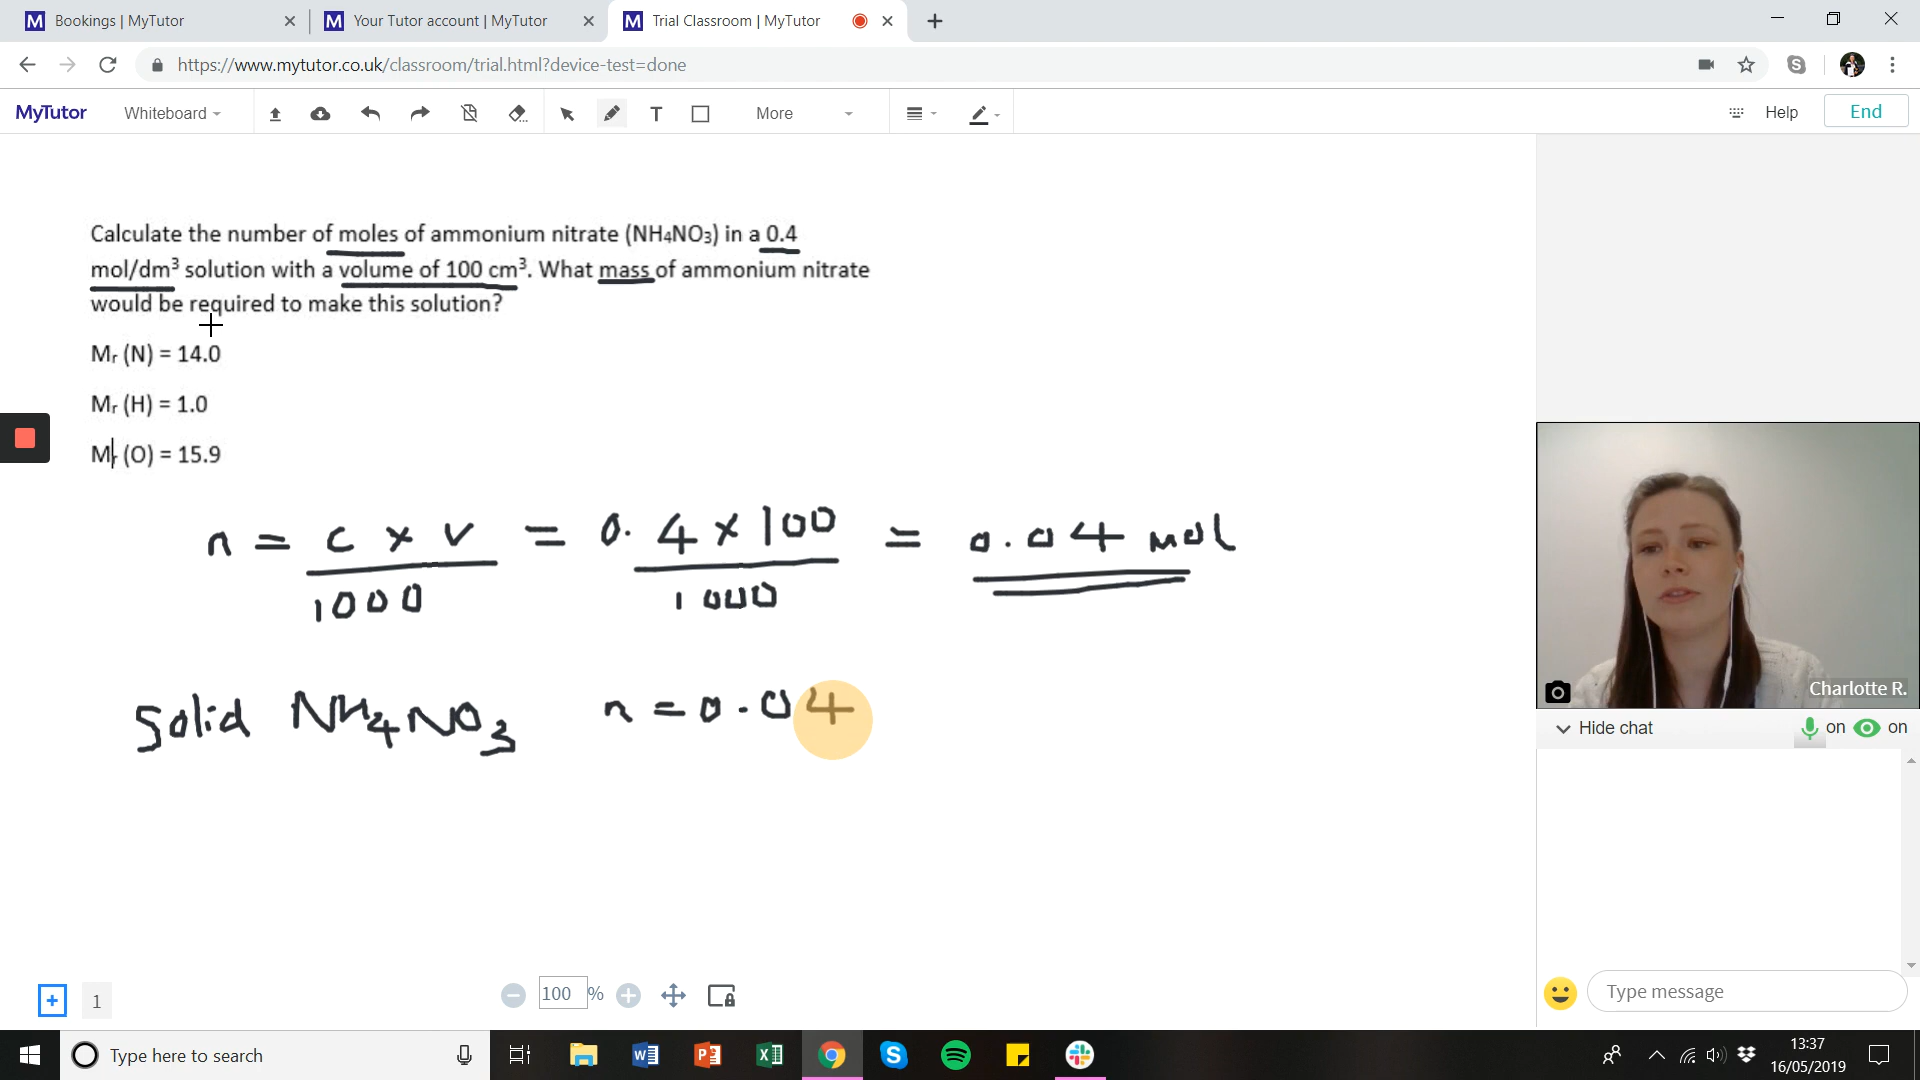 Bookings | MyTutor
Your Tutor account | MyTutor
Trial Classroom | MyTutor
https://www.mytutor.co.uk/classroom/trial.html?device-test=done
MyTutor
Whiteboard
T
More
Help
End
Calculate the number of moles of ammonium nitrate (NH₄NO₃) in a 0.4
mol/dm³ solution with a volume of 100 cm³. What mass of ammonium nitrate
would be required to make this solution?
Mᵣ (N) = 14.0
Mᵣ (H) = 1.0
Mᵣ (O) = 15.9
n = c x v = 0.4 x 100 = 0.04 mol
1000 1000
Solid NH₄NO₃ n = 0.04
Charlotte R.
Hide chat
on
on
Type message
1
100 %
Type here to search
13:37
16/05/2019